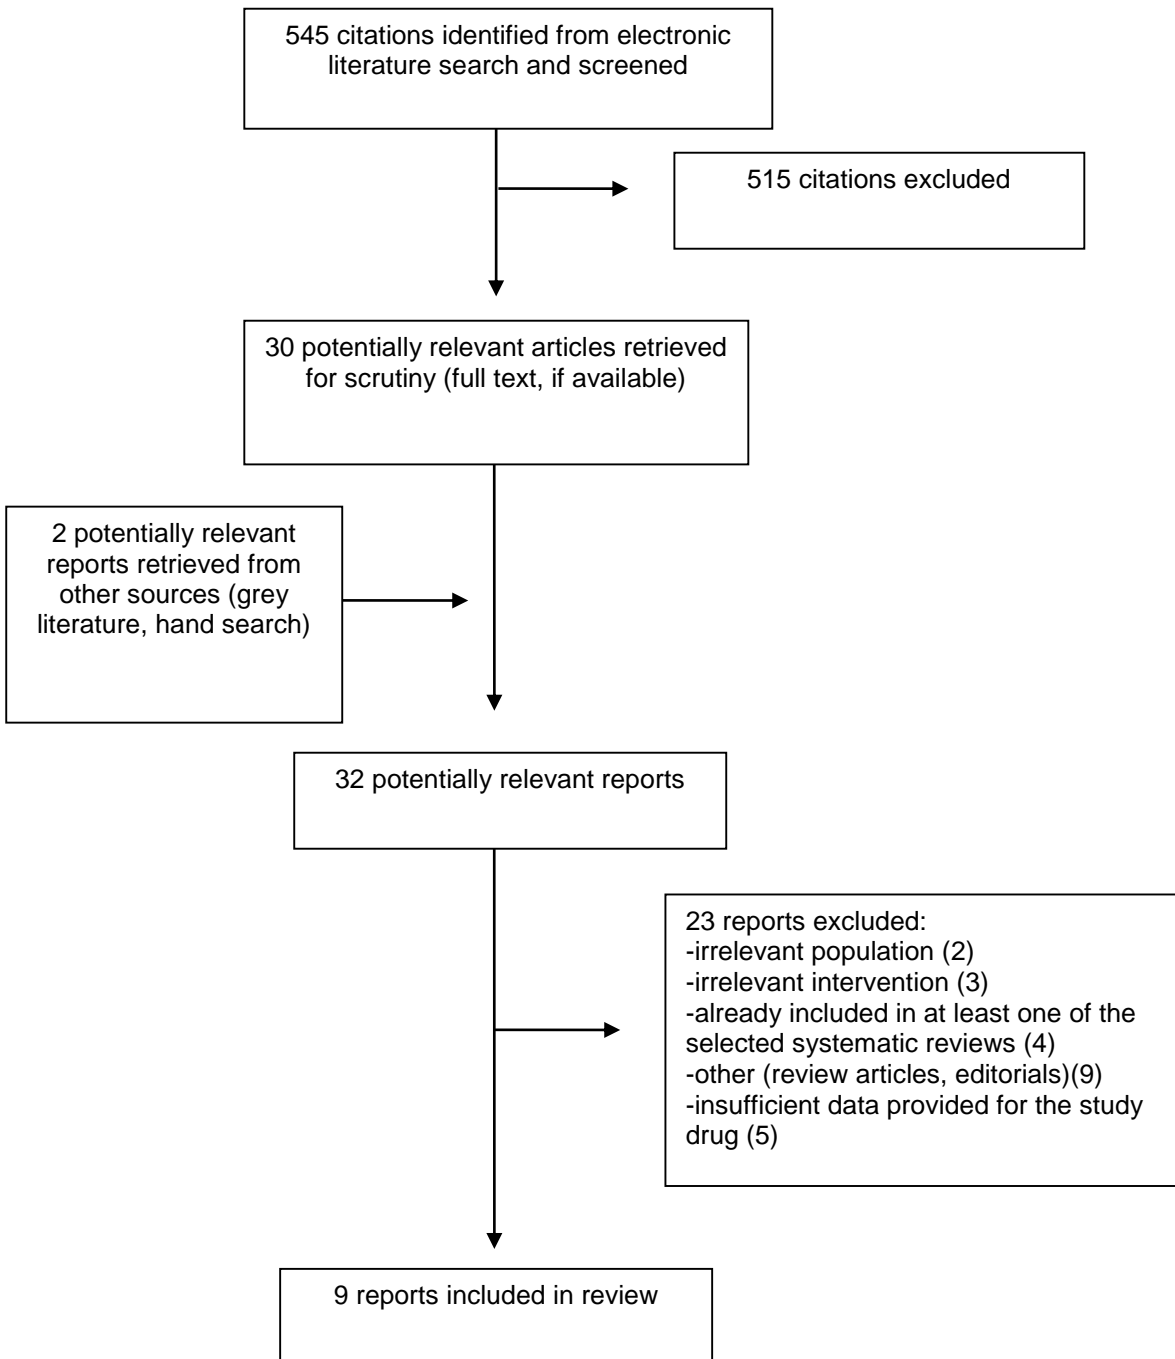 545 citations identified from electronic
literature search and screened
515 citations excluded
30 potentially relevant articles retrieved
for scrutiny (full text, if available)
2 potentially relevant
reports retrieved from
other sources (grey
literature, hand search)
32 potentially relevant reports
23 reports excluded:
-irrelevant population (2)
-irrelevant intervention (3)
-already included in at least one of the
selected systematic reviews (4)
-other (review articles, editorials)(9)
-insufficient data provided for the study
drug (5)
9 reports included in review